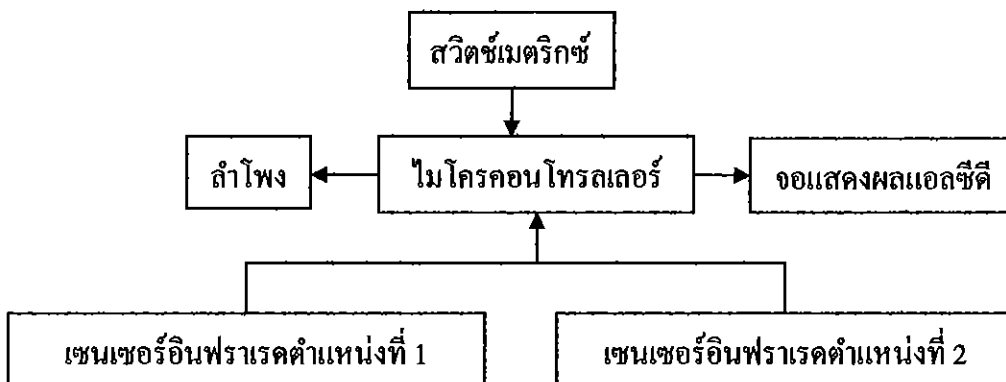 สวิตช์เมตริกซ์
ลำโพง
ไมโครคอนโทรลเลอร์
จอแสดงผลแอลซีดี
เซนเซอร์อินฟราเรดตำแหน่งที่ 1
เซนเซอร์อินฟราเรดตำแหน่งที่ 2